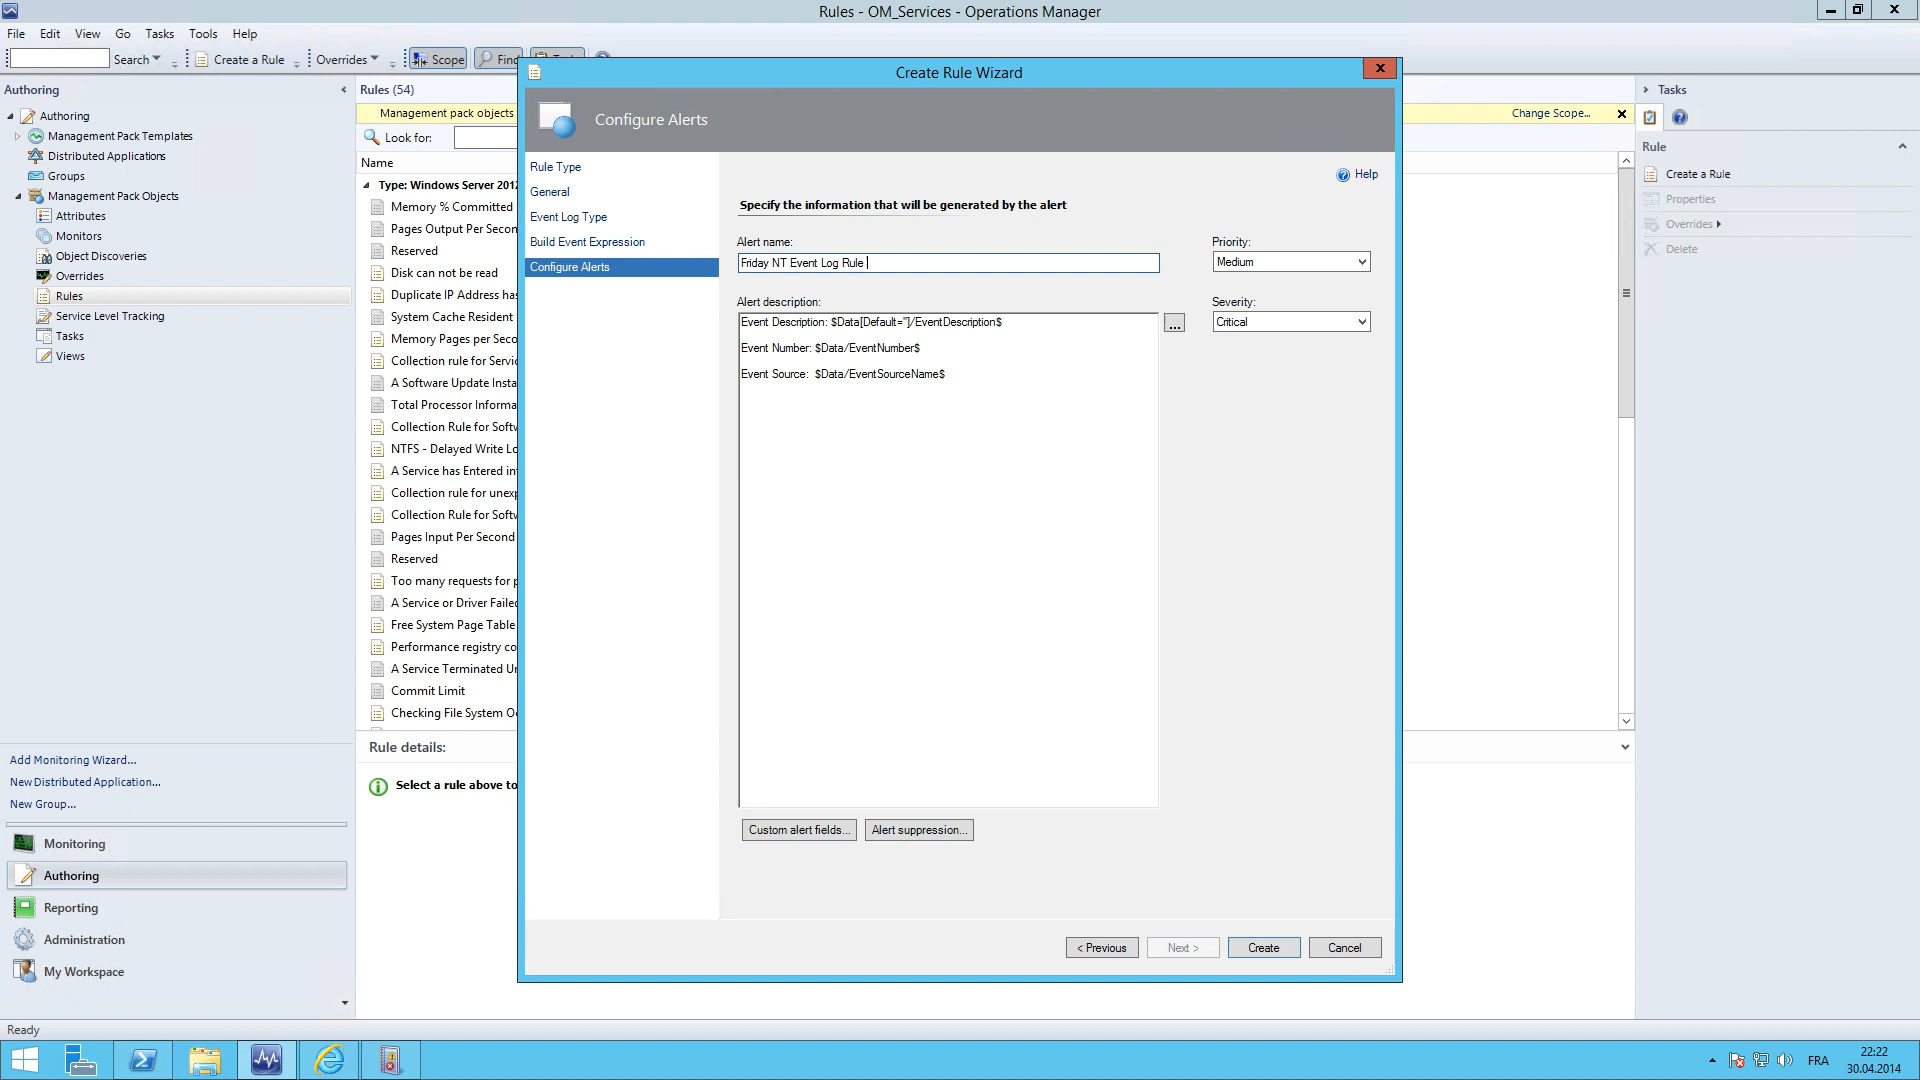 Rules - OM_Services - Operations Manager
File Edit View Go Tasks Tools Help
Search Create a Rule Overrides Scope Find
Authoring
Authoring
Management Pack Templates
Distributed Applications
Groups
Management Pack Objects
Attributes
Monitors
Object Discoveries
Overrides
Rules
Service Level Tracking
Tasks
Views
Add Monitoring Wizard...
New Distributed Application...
New Group...
Monitoring
Authoring
Reporting
Administration
My Workspace
Rules (54)
Management pack objects
Change Scope...
Look for:
Name
Type: Windows Server 2012
Memory % Committed
Pages Output Per Secon
Reserved
Disk can not be read
Duplicate IP Address has
System Cache Resident
Memory Pages per Seco
Collection rule for Servic
A Software Update Insta
Total Processor Informa
Collection Rule for Softw
NTFS - Delayed Write Lo
A Service has Entered in
Collection rule for unexp
Collection Rule for Softw
Pages Input Per Second
Reserved
Too many requests for p
A Service or Driver Failed
Free System Page Table
Performance registry co
A Service Terminated Un
Commit Limit
Checking File System O
Rule details:
Select a rule above to
Create Rule Wizard
Configure Alerts
Rule Type
General
Event Log Type
Build Event Expression
Configure Alerts
Help
Specify the information that will be generated by the alert
Alert name:
Friday NT Event Log Rule
Priority:
Medium
Alert description:
Event Description: $Data[Default='']/EventDescription$
Event Number: $Data/EventNumber$
Event Source:  $Data/EventSourceName$
...
Severity:
Critical
Custom alert fields... Alert suppression...
< Previous Next > Create Cancel
Tasks
Rule
Create a Rule
Properties
Overrides
Delete
Ready
FRA
22:22
30.04.2014